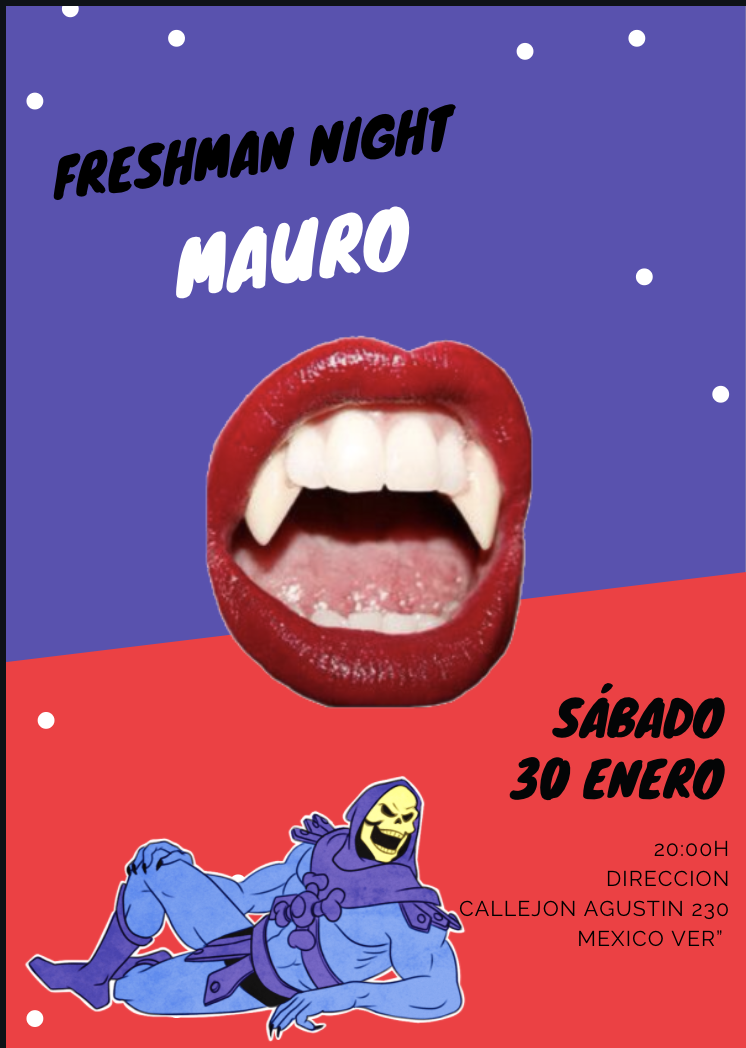 FRESHMAN NIGHT
MAURO
SÁBADO
30 ENERO
20:00H
DIRECCION
CALLEJON AGUSTIN 230
MEXICO VER"